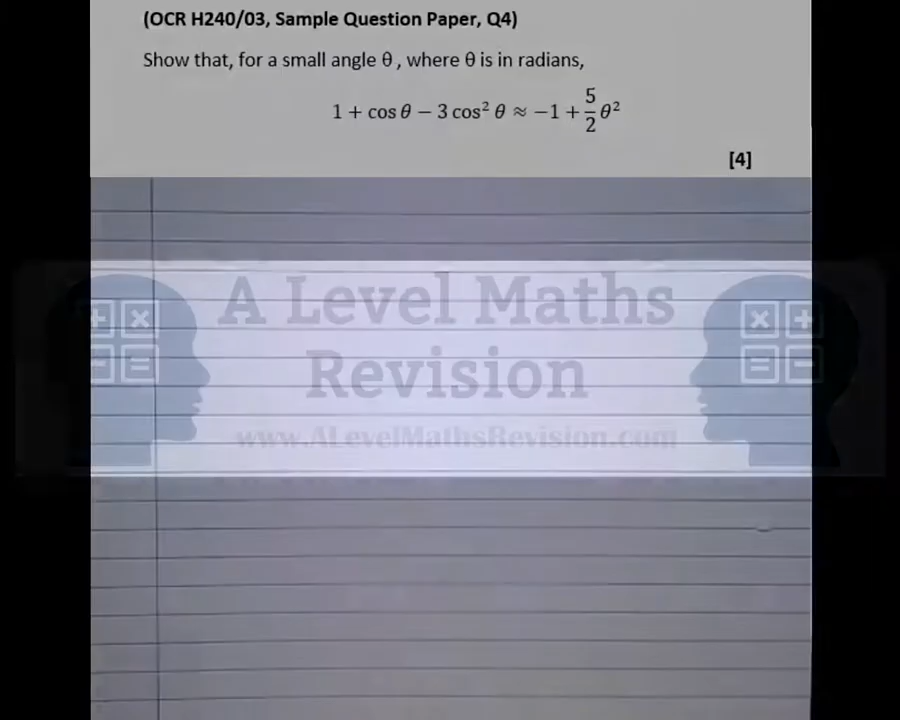 (OCR H240/03, Sample Question Paper, Q4)
Show that, for a small angle θ , where θ is in radians,
1 + cos θ − 3 cos² θ ≈ −1 + 5/2 θ²
[4]
A Level Maths
Revision
www.ALevelMathsRevision.com